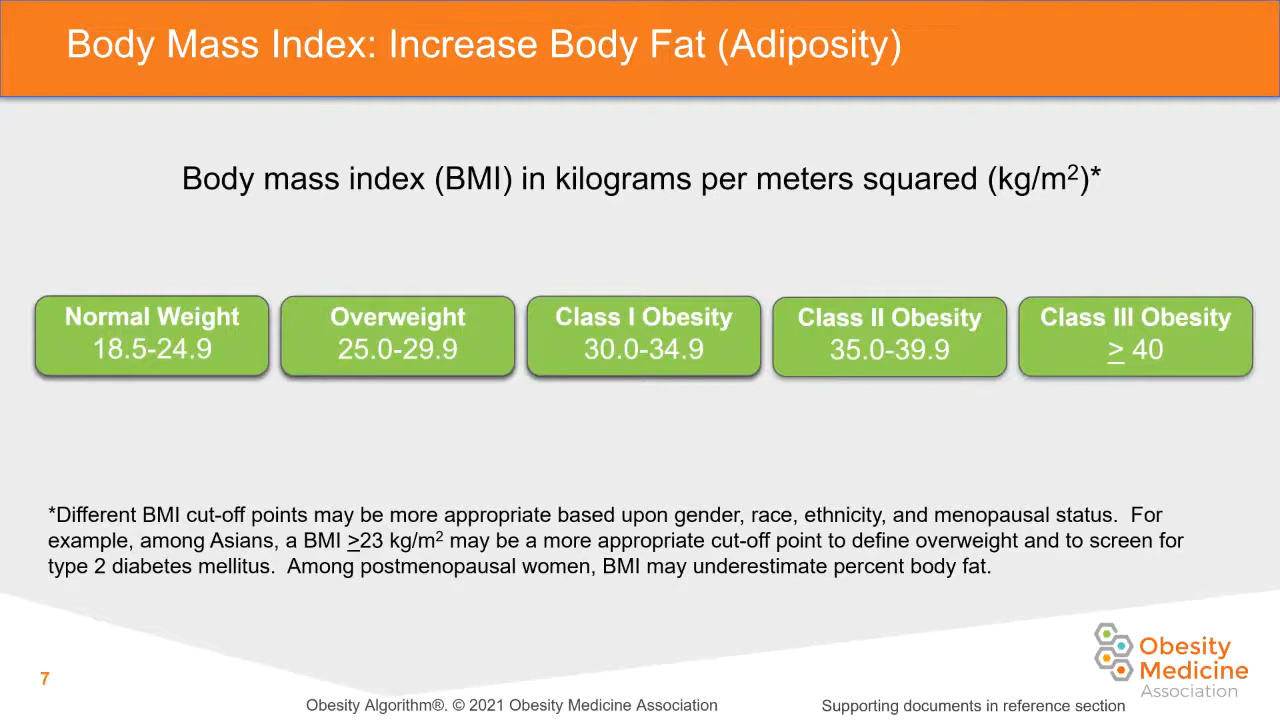 Body Mass Index: Increase Body Fat (Adiposity)
Body mass index (BMI) in kilograms per meters squared (kg/m²)*
Normal Weight
18.5-24.9
Overweight
25.0-29.9
Class I Obesity
30.0-34.9
Class II Obesity
35.0-39.9
Class III Obesity
≥ 40
*Different BMI cut-off points may be more appropriate based upon gender, race, ethnicity, and menopausal status.  For
example, among Asians, a BMI ≥23 kg/m² may be a more appropriate cut-off point to define overweight and to screen for
type 2 diabetes mellitus.  Among postmenopausal women, BMI may underestimate percent body fat.
Obesity
Medicine
Association
7
Obesity Algorithm®. © 2021 Obesity Medicine Association
Supporting documents in reference section